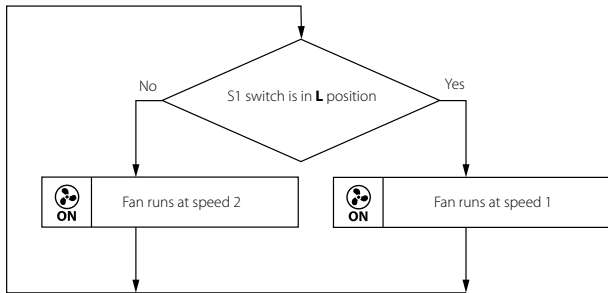 No
Yes
S1 switch is in L position
ON
Fan runs at speed 2
ON
Fan runs at speed 1